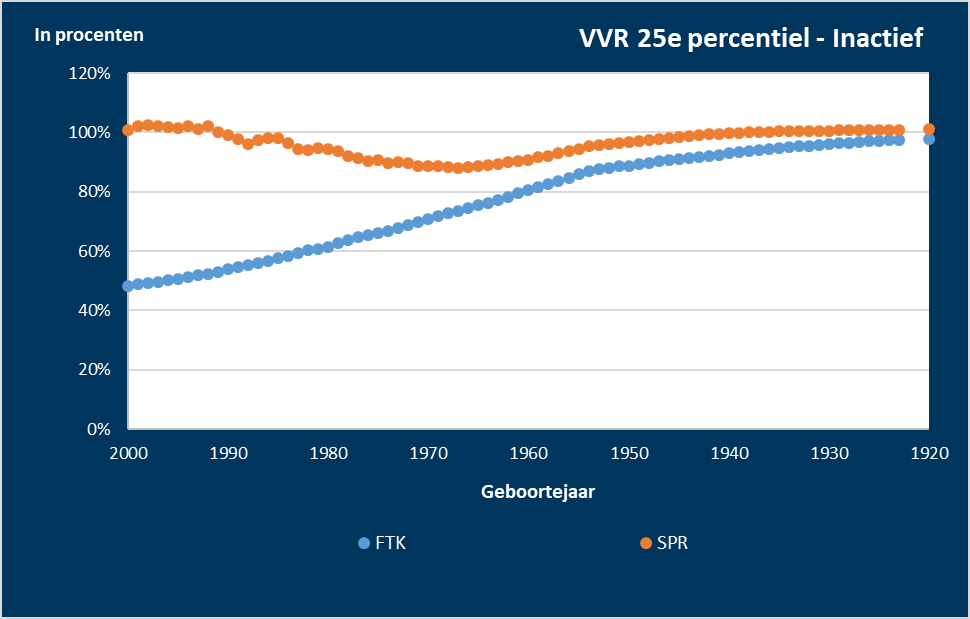 In procenten
VVR 25e percentiel - Inactief
120%
100%
80%
60%
40%
20%
0%
2000 1990 1980 1970 1960 1950 1940 1930 1920
Geboortejaar
FTK SPR